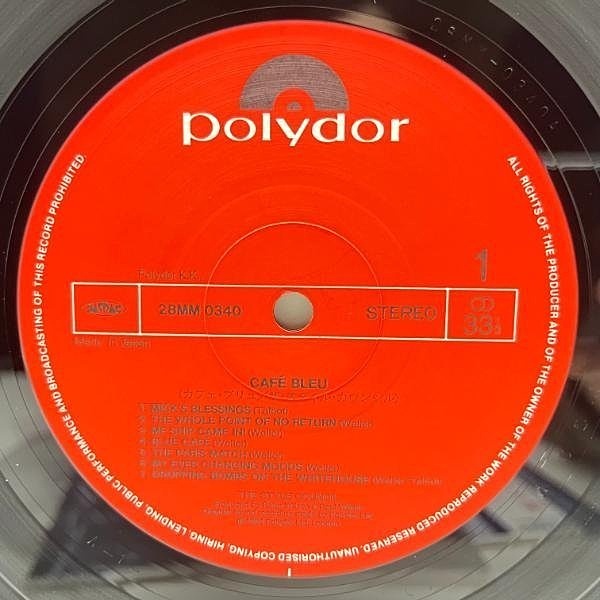 polydor
Polydor K.K.
1
28MM 0340
STEREO
33⅓
Made in Japan
CAFÉ BLEU
1. MICK'S BLESSINGS (Talbot)
2. THE WHOLE POINT OF NO RETURN (Weller)
3. ME SHIP CAME IN! (Weller)
4. BLUE CAFÉ (Weller)
5. THE PARIS MATCH (Weller)
6. MY EVER CHANGING MOODS (Weller)
7. DROPPING BOMBS ON THE WHITEHOUSE (Weller / Talbot)
ALL RIGHTS OF THE PRODUCER AND OF THE OWNER OF THE WORK REPRODUCED RESERVED. UNAUTHORISED COPYING, HIRING, LENDING, PUBLIC PERFORMANCE AND BROADCASTING OF THIS RECORD PROHIBITED.